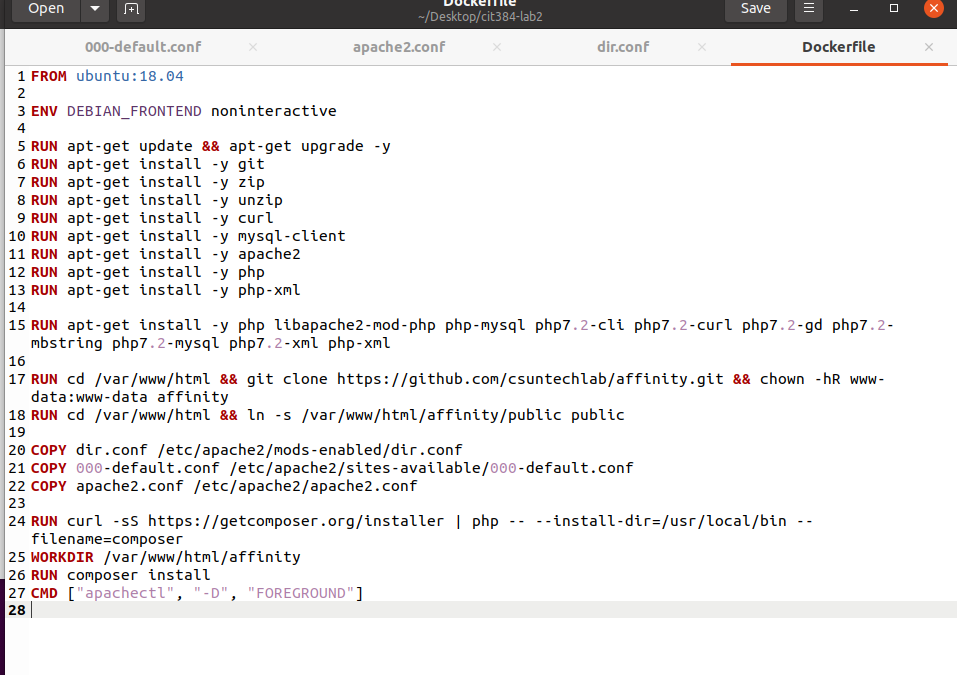 Open
Dockerfile
~/Desktop/cit384-lab2
Save
000-default.conf
apache2.conf
dir.conf
Dockerfile
1 FROM ubuntu:18.04
2
3 ENV DEBIAN_FRONTEND noninteractive
4
5 RUN apt-get update && apt-get upgrade -y
6 RUN apt-get install -y git
7 RUN apt-get install -y zip
8 RUN apt-get install -y unzip
9 RUN apt-get install -y curl
10 RUN apt-get install -y mysql-client
11 RUN apt-get install -y apache2
12 RUN apt-get install -y php
13 RUN apt-get install -y php-xml
14
15 RUN apt-get install -y php libapache2-mod-php php-mysql php7.2-cli php7.2-curl php7.2-gd php7.2-
mbstring php7.2-mysql php7.2-xml php-xml
16
17 RUN cd /var/www/html && git clone https://github.com/csuntechlab/affinity.git && chown -hR www-
data:www-data affinity
18 RUN cd /var/www/html && ln -s /var/www/html/affinity/public public
19
20 COPY dir.conf /etc/apache2/mods-enabled/dir.conf
21 COPY 000-default.conf /etc/apache2/sites-available/000-default.conf
22 COPY apache2.conf /etc/apache2/apache2.conf
23
24 RUN curl -sS https://getcomposer.org/installer | php -- --install-dir=/usr/local/bin --
filename=composer
25 WORKDIR /var/www/html/affinity
26 RUN composer install
27 CMD ["apachectl", "-D", "FOREGROUND"]
28